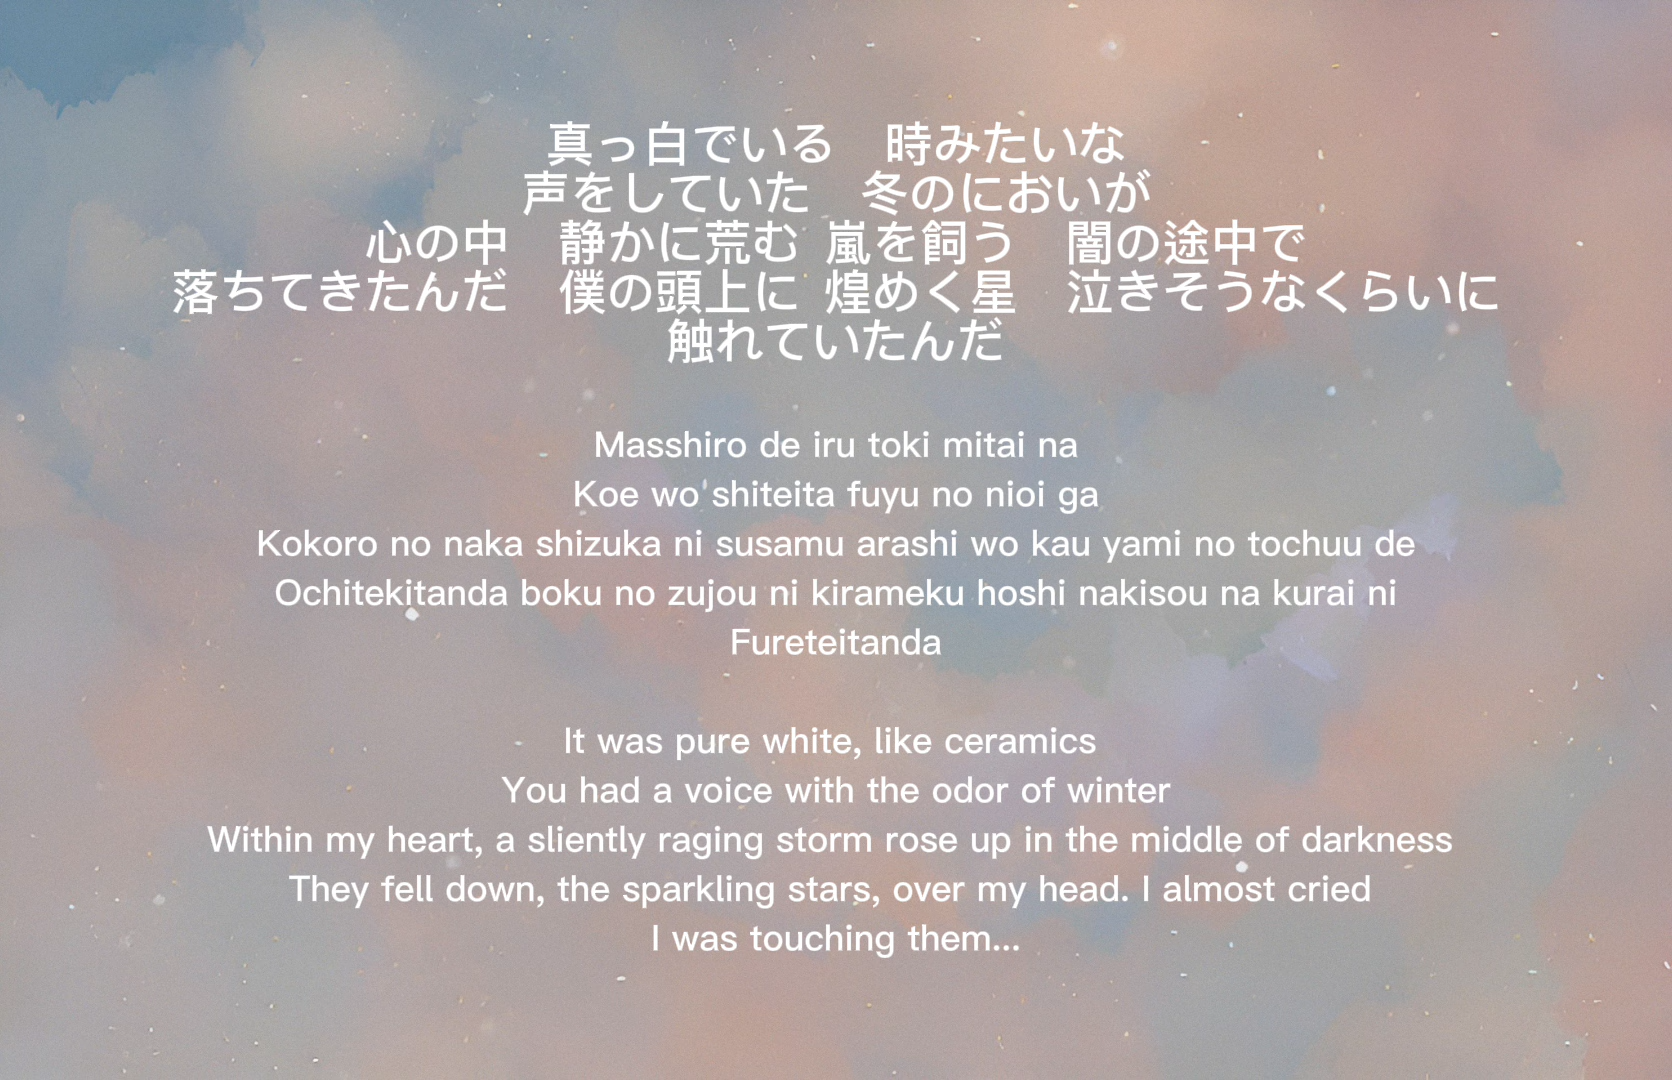 真っ白でいる　時みたいな
声をしていた　冬のにおいが
心の中　静かに荒む 嵐を飼う　闇の途中で
落ちてきたんだ　僕の頭上に 煌めく星　泣きそうなくらいに
触れていたんだ
Masshiro de iru toki mitai na
Koe wo shiteita fuyu no nioi ga
Kokoro no naka shizuka ni susamu arashi wo kau yami no tochuu de
Ochitekitanda boku no zujou ni kirameku hoshi nakisou na kurai ni
Fureteitanda
It was pure white, like ceramics
You had a voice with the odor of winter
Within my heart, a sliently raging storm rose up in the middle of darkness
They fell down, the sparkling stars, over my head. I almost cried
I was touching them...